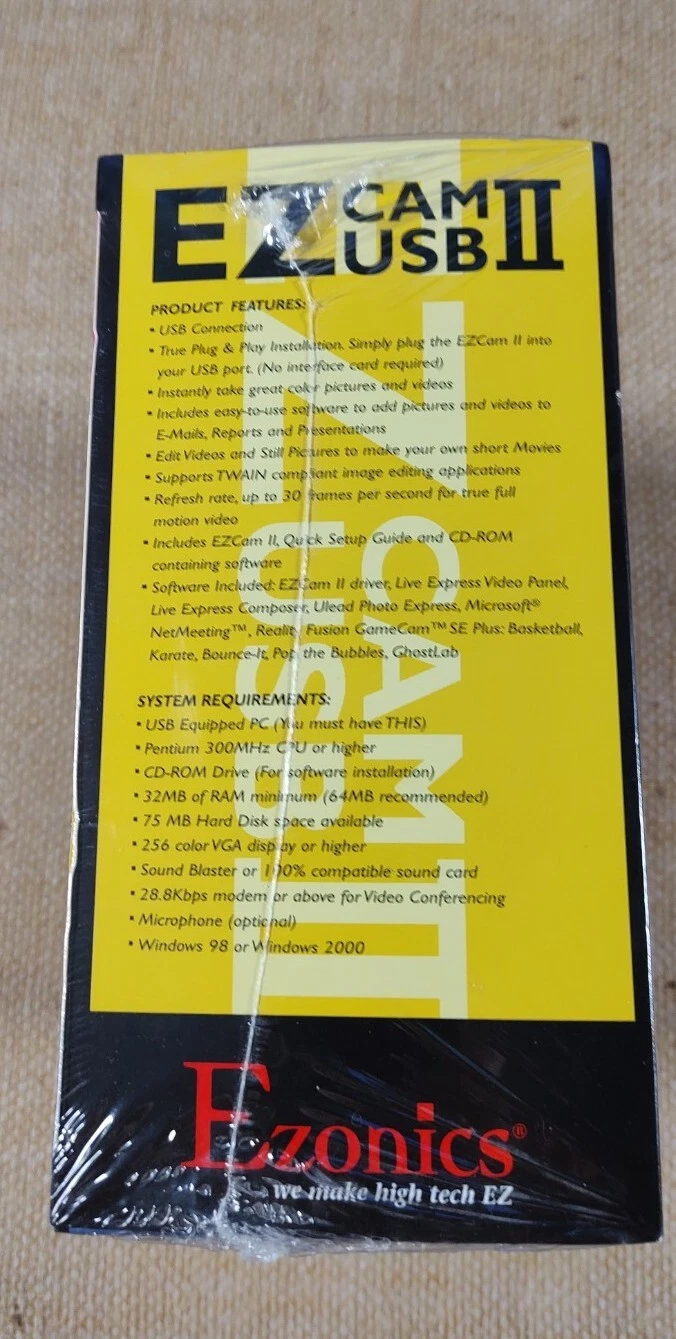 EZ CAM USB II
PRODUCT FEATURES:
▪ USB Connection
▪ True Plug & Play Installation. Simply plug the EZCam II into
your USB port. (No interface card required)
▪ Instantly take great color pictures and videos
▪ Includes easy-to-use software to add pictures and videos to
E-Mails, Reports and Presentations
▪ Edit Videos and Still Pictures to make your own short Movies
▪ Supports TWAIN compliant image editing applications
▪ Refresh rate, up to 30 frames per second for true full
motion video
▪ Includes EZCam II, Quick Setup Guide and CD-ROM
containing software
▪ Software Included: EZCam II driver, Live Express Video Panel,
Live Express Composer, Ulead Photo Express, Microsoft®
NetMeeting™, Reality Fusion GameCam™ SE Plus: Basketball,
Karate, Bounce-It, Pop the Bubbles, GhostLab
SYSTEM REQUIREMENTS:
▪ USB Equipped PC (You must have THIS)
▪ Pentium 300MHz CPU or higher
▪ CD-ROM Drive (For software installation)
▪ 32MB of RAM minimum (64MB recommended)
▪ 75 MB Hard Disk space available
▪ 256 color VGA display or higher
▪ Sound Blaster or 100% compatible sound card
▪ 28.8Kbps modem or above for Video Conferencing
▪ Microphone (optional)
▪ Windows 98 or Windows 2000
EZ CAM USB II
Ezonics®
we make high tech EZ